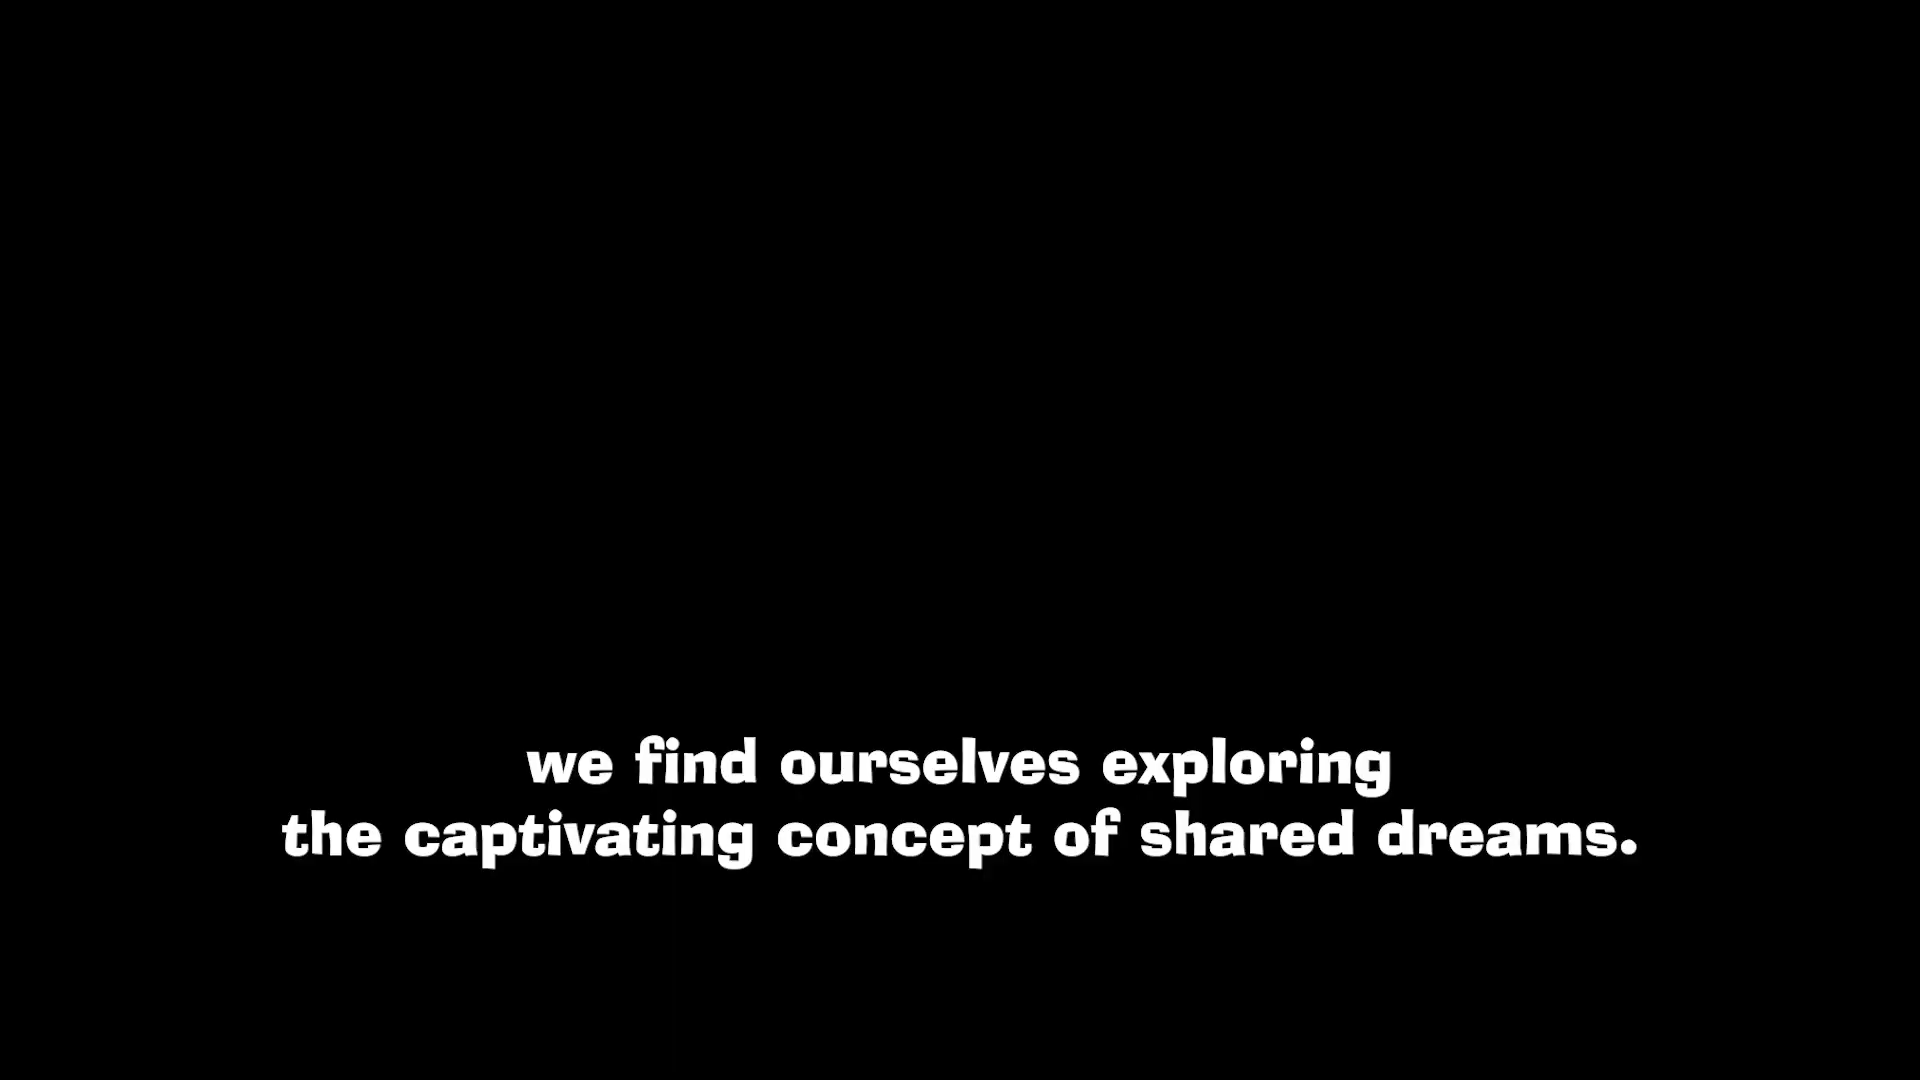 we find ourselves exploring
the captivating concept of shared dreams.